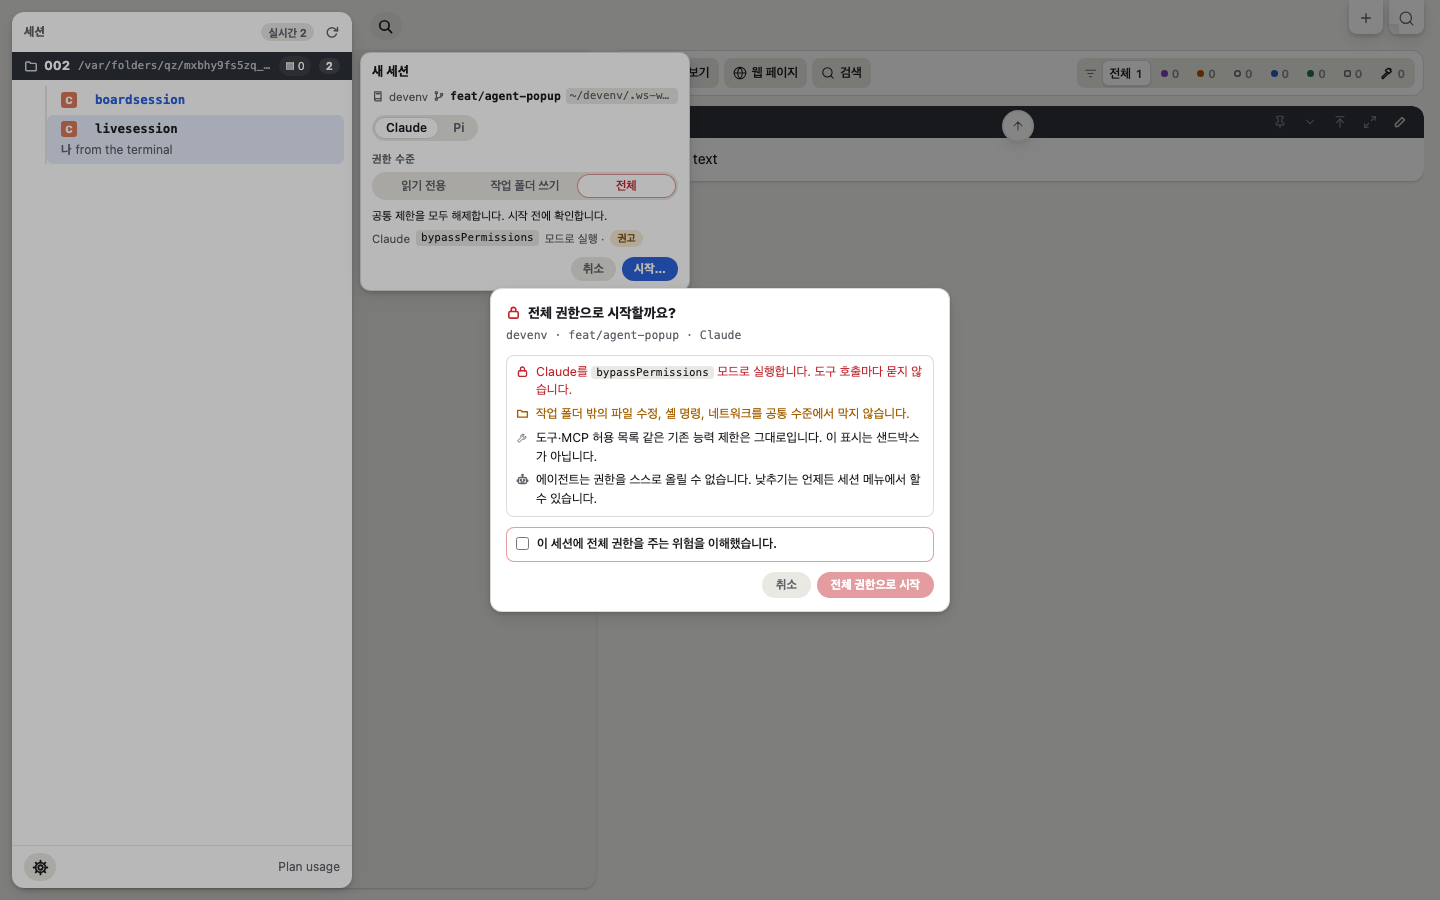 세션
실시간 2
002 /var/folders/qz/mxbhy9fs5zq_… 0 2
C boardsession
C livesession
나 from the terminal
Plan usage
새 세션
devenv feat/agent-popup ~/devenv/.ws-w…
Claude Pi
권한 수준
읽기 전용 작업 폴더 쓰기 전체
공통 제한을 모두 해제합니다. 시작 전에 확인합니다.
Claude bypassPermissions 모드로 실행 · 권고
취소 시작…
보기 웹 페이지 검색
전체 1 0 0 0 0 0 0 0
text
전체 권한으로 시작할까요?
devenv · feat/agent-popup · Claude
Claude를 bypassPermissions 모드로 실행합니다. 도구 호출마다 묻지 않
습니다.
작업 폴더 밖의 파일 수정, 셸 명령, 네트워크를 공통 수준에서 막지 않습니다.
도구·MCP 허용 목록 같은 기존 능력 제한은 그대로입니다. 이 표시는 샌드박스
가 아닙니다.
에이전트는 권한을 스스로 올릴 수 없습니다. 낮추기는 언제든 세션 메뉴에서 할
수 있습니다.
이 세션에 전체 권한을 주는 위험을 이해했습니다.
취소 전체 권한으로 시작